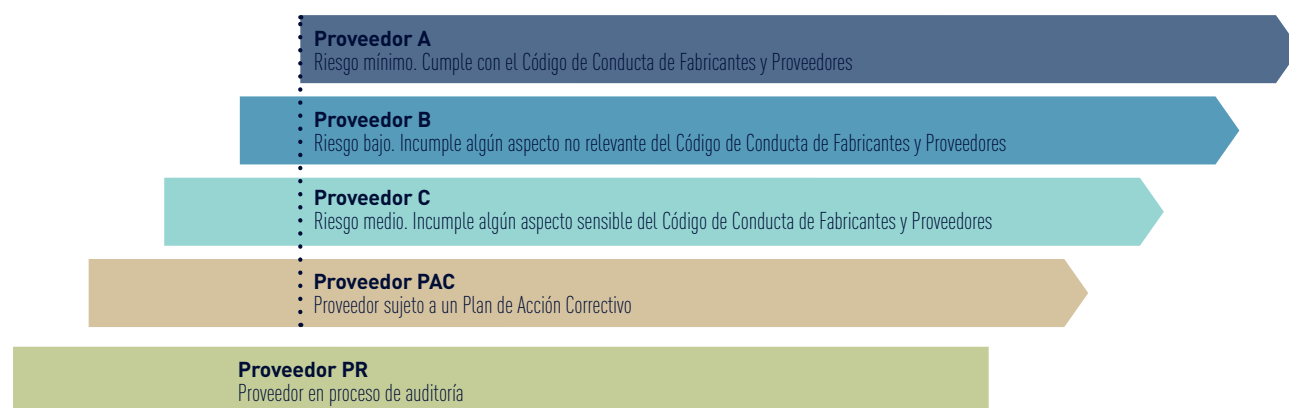 Proveedor A
Riesgo mínimo. Cumple con el Código de Conducta de Fabricantes y Proveedores
Proveedor B
Riesgo bajo. Incumple algún aspecto no relevante del Código de Conducta de Fabricantes y Proveedores
Proveedor C
Riesgo medio. Incumple algún aspecto sensible del Código de Conducta de Fabricantes y Proveedores
Proveedor PAC
Proveedor sujeto a un Plan de Acción Correctivo
Proveedor PR
Proveedor en proceso de auditoría